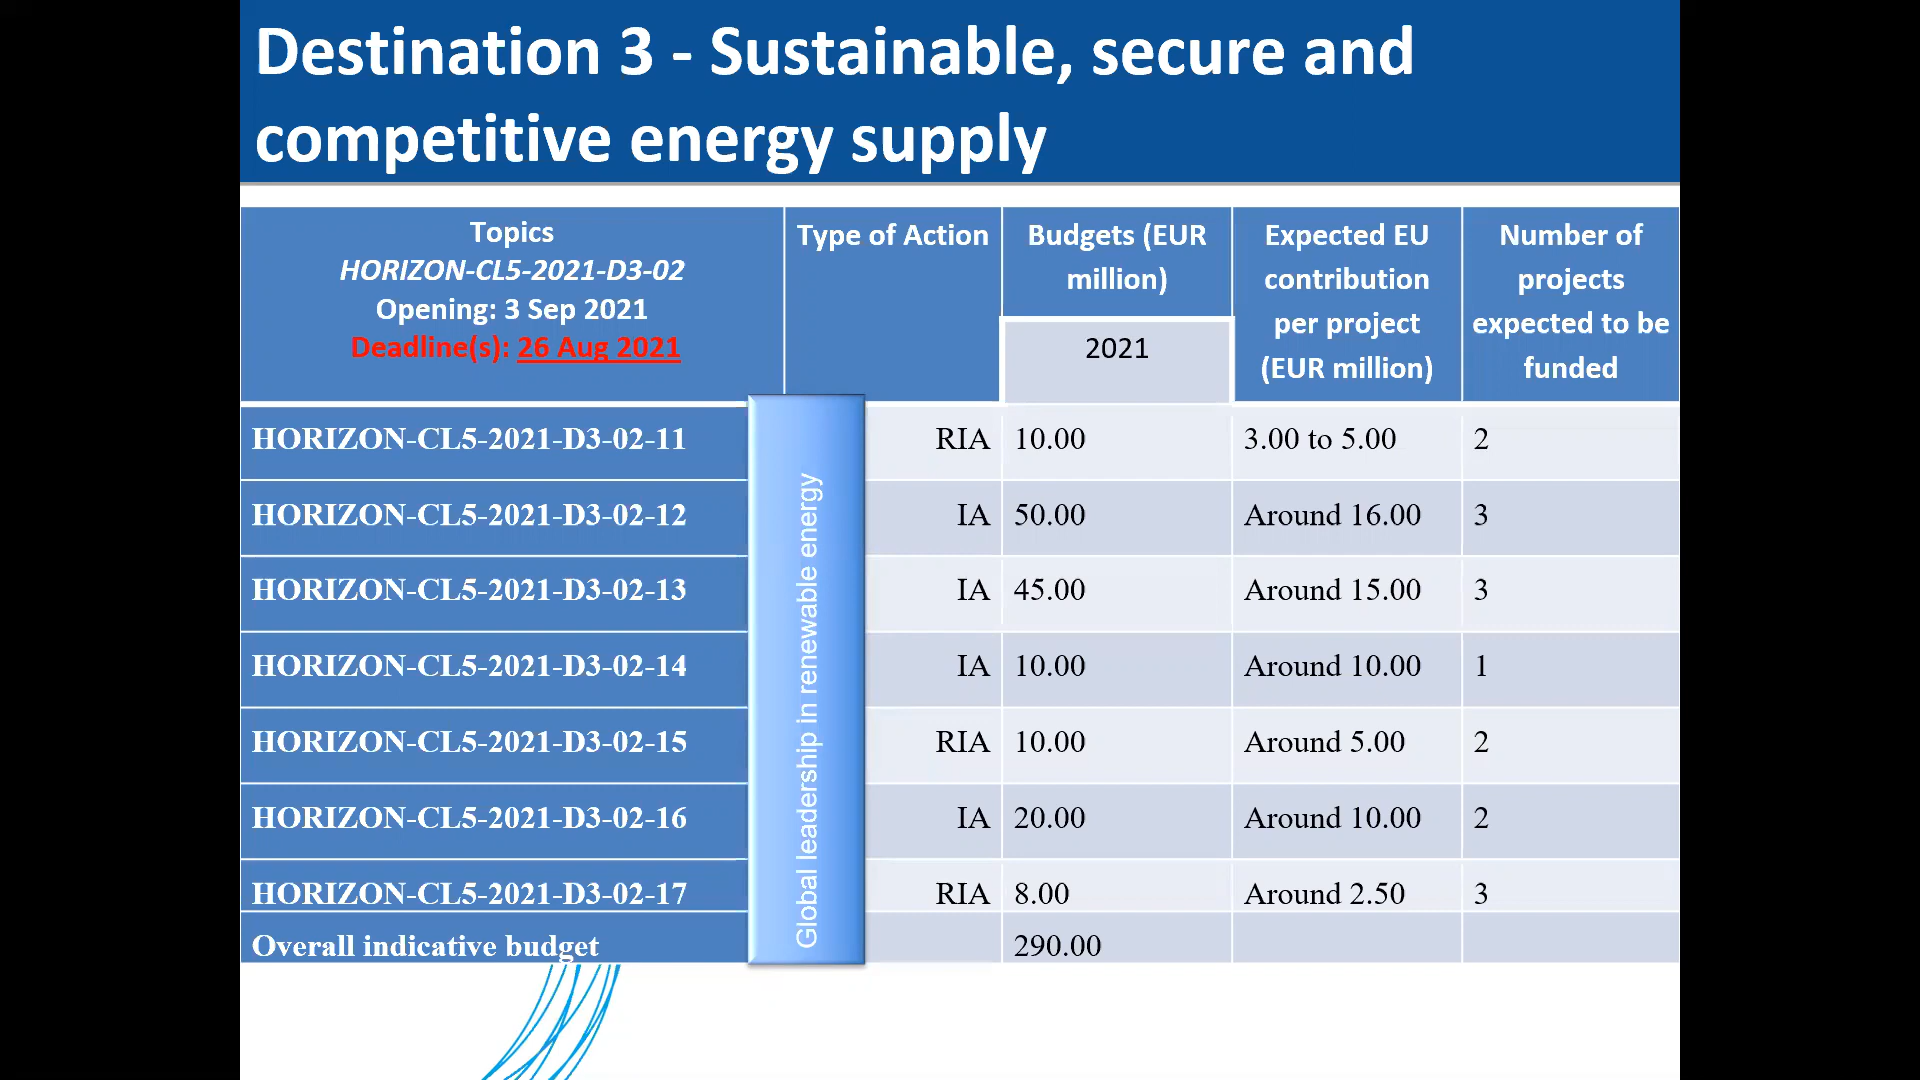 Destination 3 - Sustainable, secure and
competitive energy supply
Topics
HORIZON-CL5-2021-D3-02
Opening: 3 Sep 2021
Deadline(s): 26 Aug 2021
Type of Action
Budgets (EUR
million)
2021
Expected EU
contribution
per project
(EUR million)
Number of
projects
expected to be
funded
HORIZON-CL5-2021-D3-02-11 RIA 10.00 3.00 to 5.00 2
HORIZON-CL5-2021-D3-02-12 IA 50.00 Around 16.00 3
HORIZON-CL5-2021-D3-02-13 IA 45.00 Around 15.00 3
HORIZON-CL5-2021-D3-02-14 IA 10.00 Around 10.00 1
HORIZON-CL5-2021-D3-02-15 RIA 10.00 Around 5.00 2
HORIZON-CL5-2021-D3-02-16 IA 20.00 Around 10.00 2
HORIZON-CL5-2021-D3-02-17 RIA 8.00 Around 2.50 3
Overall indicative budget 290.00
Global leadership in renewable energy